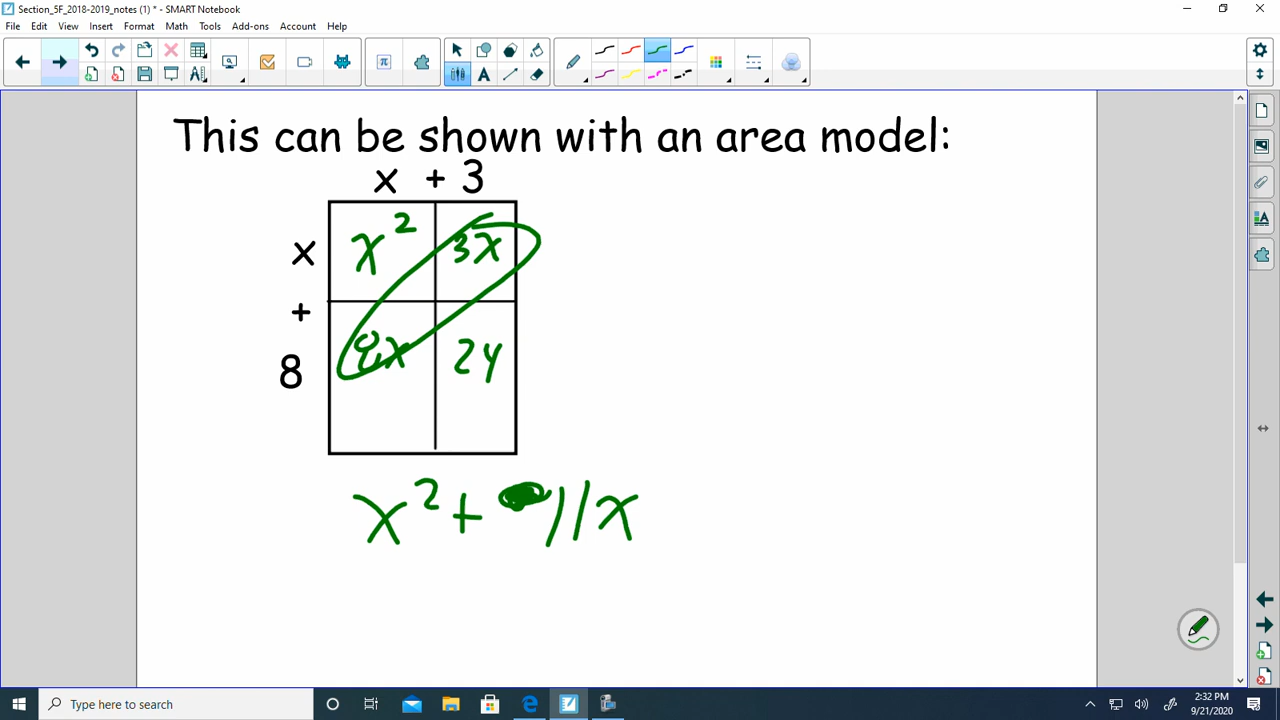 Section_5F_2018-2019_notes (1) * - SMART Notebook
File Edit View Insert Format Math Tools Add-ons Account Help
This can be shown with an area model:
x + 3
x x² 3x
+
8 8x 24
x² + 11x
Type here to search
2:32 PM
9/21/2020